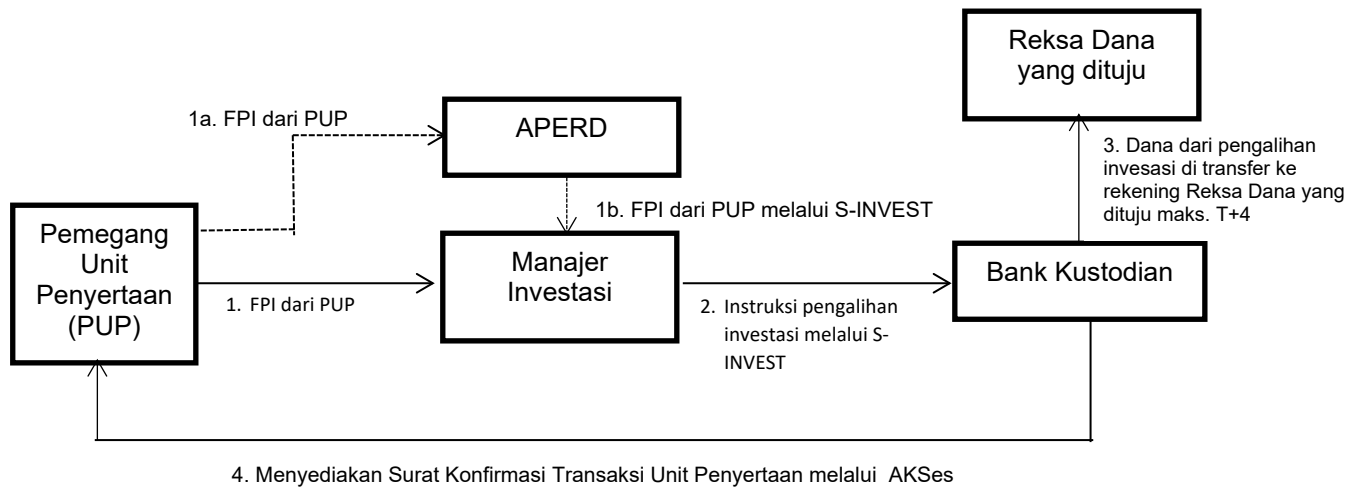 Reksa Dana
yang dituju
1a. FPI dari PUP
APERD
3. Dana dari pengalihan
invesasi di transfer ke
rekening Reksa Dana yang
dituju maks. T+4
1b. FPI dari PUP melalui S-INVEST
Pemegang
Unit
Penyertaan
(PUP)
Manajer
Investasi
Bank Kustodian
1. FPI dari PUP
2. Instruksi pengalihan
investasi melalui S-
INVEST
4. Menyediakan Surat Konfirmasi Transaksi Unit Penyertaan melalui AKSes